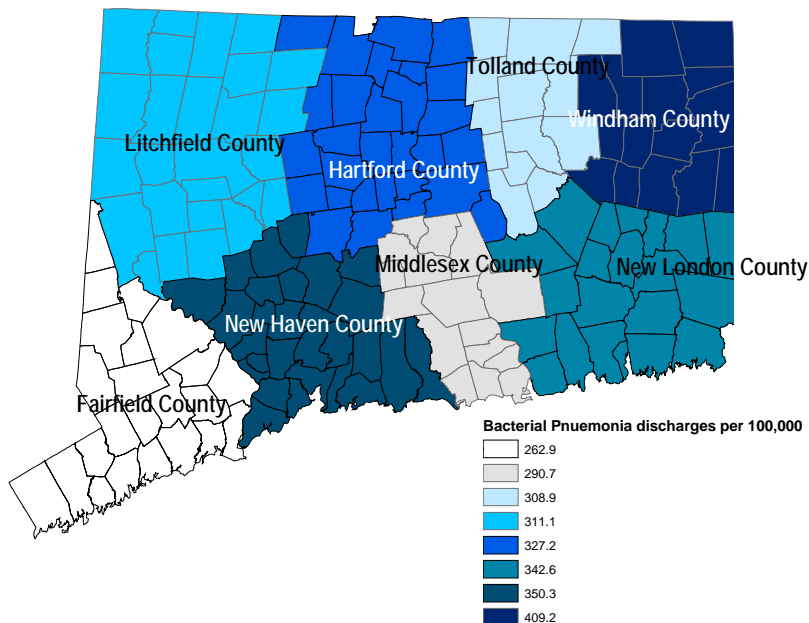 Tolland County
Windham County
Litchfield County
Hartford County
Middlesex County
New London County
New Haven County
Fairfield County
Bacterial Pnuemonia discharges per 100,000
262.9
290.7
308.9
311.1
327.2
342.6
350.3
409.2